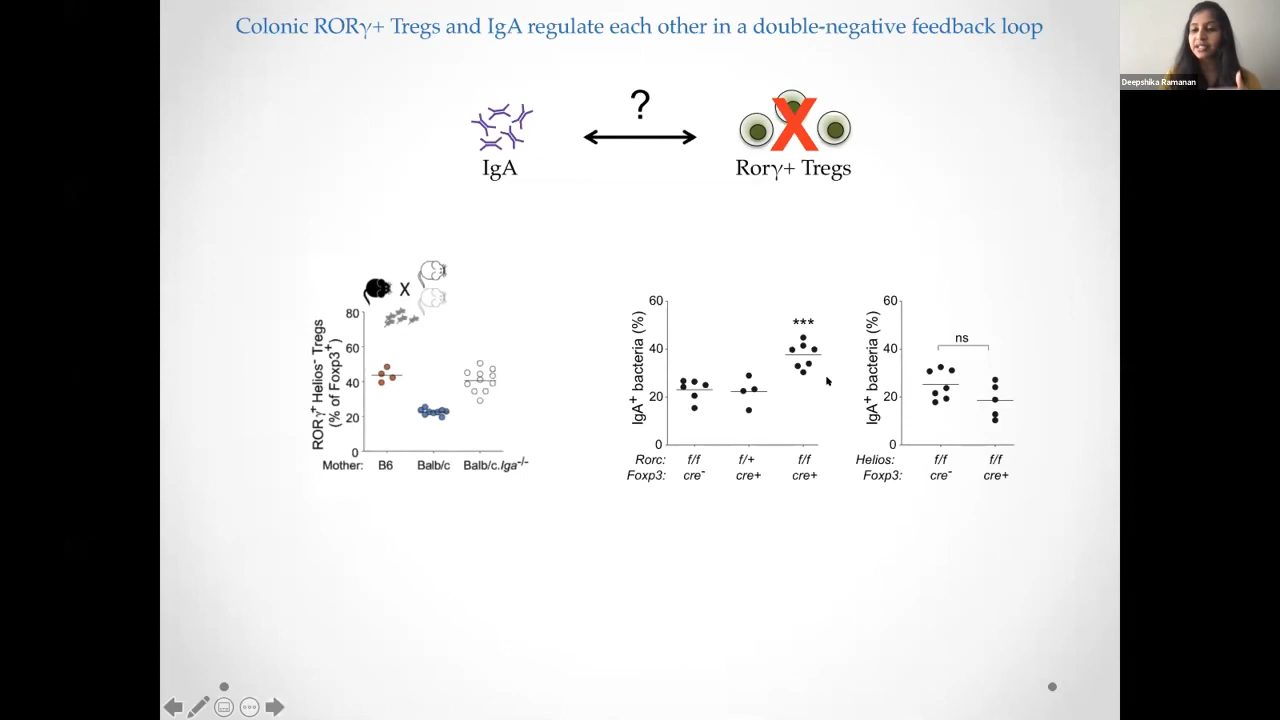 Colonic RORγ+ Tregs and IgA regulate each other in a double-negative feedback loop
Deepshika Ramanan
?
IgA
X
Rorγ+ Tregs
X
RORγ⁺ Helios⁻ Tregs
(% of Foxp3⁺)
80
60
40
20
0
Mother: B6 Balb/c Balb/c.Iga⁻/⁻
IgA⁺ bacteria (%)
60
40
20
0
***
Rorc: f/f f/+ f/f
Foxp3: cre⁻ cre+ cre+
IgA⁺ bacteria (%)
60
40
20
0
ns
Helios: f/f f/f
Foxp3: cre⁻ cre+